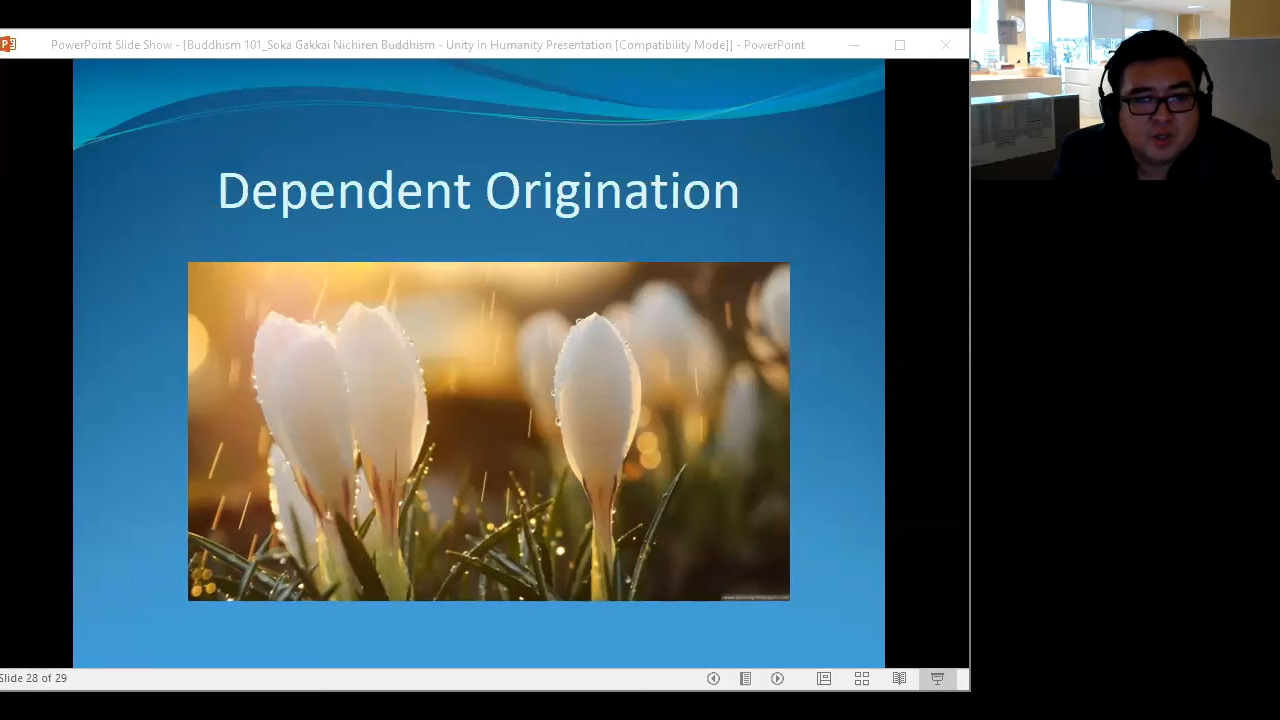 PowerPoint Slide Show - [Buddhism 101_Soka Gakkai Nichiren Buddhism - Unity in Humanity Presentation [Compatibility Mode]] - PowerPoint
Dependent Origination
Slide 28 of 29